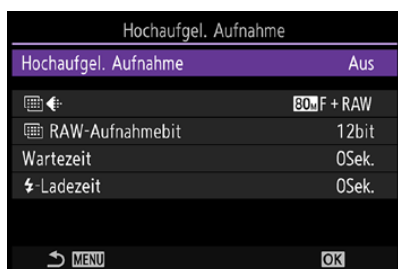 Hochaufgel. Aufnahme
Hochaufgel. Aufnahme Aus
80M F + RAW
RAW-Aufnahmebit 12bit
Wartezeit 0Sek.
-Ladezeit 0Sek.
MENU OK